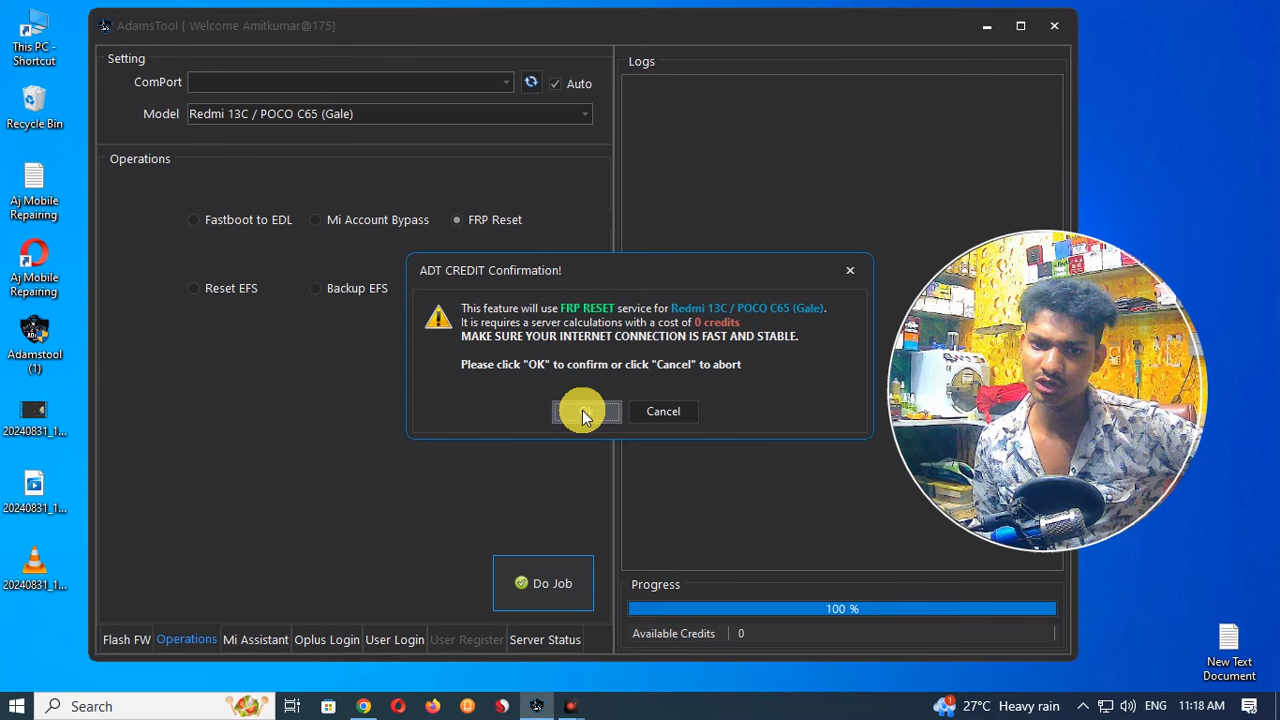 This PC -
Shortcut
Recycle Bin
Aj Mobile
Repairing
Aj Mobile
Repairing
Adamstool
(1)
20240831_1...
20240831_1...
20240831_1...
AdamsTool [ Welcome Amitkumar@175]
Setting
ComPort
Auto
Model
Redmi 13C / POCO C65 (Gale)
Operations
Fastboot to EDL
Mi Account Bypass
FRP Reset
Reset EFS
Backup EFS
Logs
ADT CREDIT Confirmation!
This feature will use FRP RESET service for Redmi 13C / POCO C65 (Gale).
It is requires a server calculations with a cost of 0 credits
MAKE SURE YOUR INTERNET CONNECTION IS FAST AND STABLE.
Please click "OK" to confirm or click "Cancel" to abort
Cancel
Do Job
Progress
100 %
Available Credits 0
Flash FW Operations Mi Assistant Oplus Login User Login User Register Server Status
New Text
Document
Search
1
27°C Heavy rain
ENG
11:18 AM